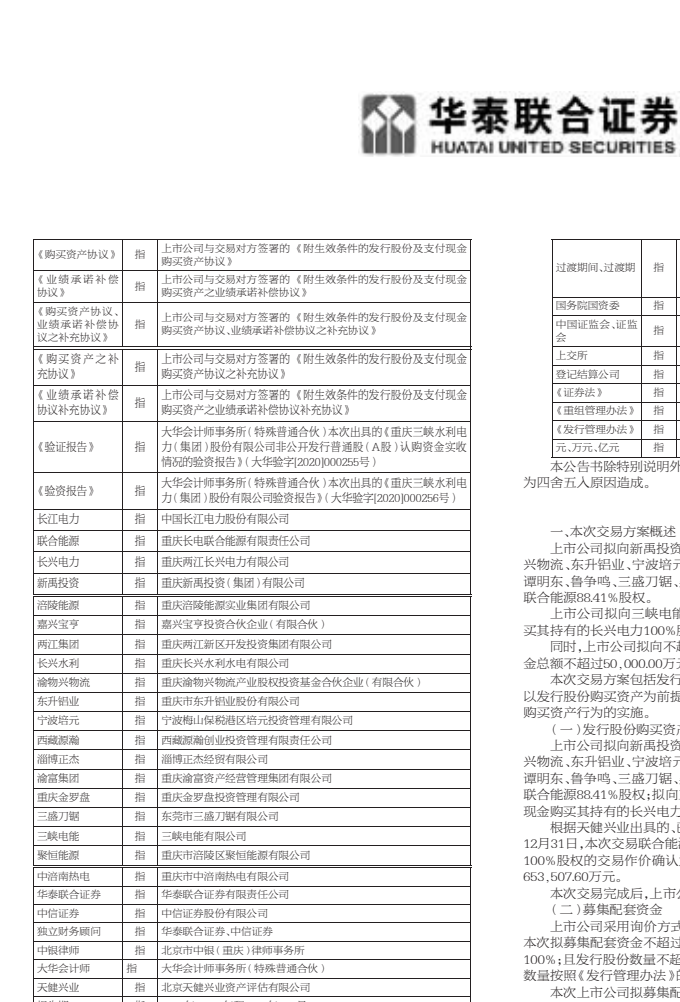 华泰联合证券
HUATAI UNITED SECURITIES
《购买资产协议》 指 上市公司与交易对方签署的《附生效条件的发行股份及支付现金
购买资产协议》
《业绩承诺补偿
协议》 指 上市公司与交易对方签署的《附生效条件的发行股份及支付现金
购买资产之业绩承诺补偿协议》
《购买资产协议、
业绩承诺补偿协
议之补充协议》 指 上市公司与交易对方签署的《附生效条件的发行股份及支付现金
购买资产协议、业绩承诺补偿协议之补充协议》
《购买资产之补
充协议》 指 上市公司与交易对方签署的《附生效条件的发行股份及支付现金
购买资产协议之补充协议》
《业绩承诺补偿
协议补充协议》 指 上市公司与交易对方签署的《附生效条件的发行股份及支付现金
购买资产之业绩承诺补偿协议补充协议》
《验证报告》 指 大华会计师事务所(特殊普通合伙)本次出具的《重庆三峡水利电
力(集团)股份有限公司非公开发行普通股(A股)认购资金实收
情况的验资报告》(大华验字[2020]000255号)
《验资报告》 指 大华会计师事务所(特殊普通合伙)本次出具的《重庆三峡水利电
力(集团)股份有限公司验资报告》(大华验字[2020]000256号)
长江电力 指 中国长江电力股份有限公司
联合能源 指 重庆长电联合能源有限责任公司
长兴电力 指 重庆两江长兴电力有限公司
新禹投资 指 重庆新禹投资(集团)有限公司
涪陵能源 指 重庆涪陵能源实业集团有限公司
嘉兴宝亨 指 嘉兴宝亨投资合伙企业(有限合伙)
两江集团 指 重庆两江新区开发投资集团有限公司
长兴水利 指 重庆长兴水利水电有限公司
渝物兴物流 指 重庆渝物兴物流产业股权投资基金合伙企业(有限合伙)
东升铝业 指 重庆市东升铝业股份有限公司
宁波培元 指 宁波梅山保税港区培元投资管理有限公司
西藏源瀚 指 西藏源瀚创业投资管理有限责任公司
淄博正杰 指 淄博正杰经贸有限公司
渝富集团 指 重庆渝富资产经营管理集团有限公司
重庆金罗盘 指 重庆金罗盘投资管理有限公司
三盛刀锯 指 东莞市三盛刀锯有限公司
三峡电能 指 三峡电能有限公司
聚恒能源 指 重庆市涪陵区聚恒能源有限公司
中涪南热电 指 重庆市中涪南热电有限公司
华泰联合证券 指 华泰联合证券有限责任公司
中信证券 指 中信证券股份有限公司
独立财务顾问 指 华泰联合证券、中信证券
中银律师 指 北京市中银(重庆)律师事务所
大华会计师 指 大华会计师事务所(特殊普通合伙)
天健兴业 指 北京天健兴业资产评估有限公司
过渡期间、过渡期 指
国务院国资委 指
中国证监会、证监
会 指
上交所 指
登记结算公司 指
《证券法》 指
《重组管理办法》 指
《发行管理办法》 指
元、万元、亿元 指
本公告书除特别说明外
为四舍五入原因造成。
一、本次交易方案概述
上市公司拟向新禹投资
兴物流、东升铝业、宁波培元
谭明东、鲁争鸣、三盛刀锯、
联合能源88.41%股权。
上市公司拟向三峡电能
买其持有的长兴电力100%股
同时,上市公司拟向不超
金总额不超过50,000.00万元
本次交易方案包括发行
以发行股份购买资产为前提
购买资产行为的实施。
(一)发行股份购买资产
上市公司拟向新禹投资
兴物流、东升铝业、宁波培元
谭明东、鲁争鸣、三盛刀锯、
联合能源88.41%股权;拟向
现金购买其持有的长兴电力
根据天健兴业出具的、已
12月31日,本次交易联合能源
100%股权的交易作价确认
653,507.60万元。
本次交易完成后,上市公
(二)募集配套资金
上市公司采用询价方式
本次拟募集配套资金不超过
100%;且发行股份数量不超
数量按照《发行管理办法》的
本次上市公司拟募集配